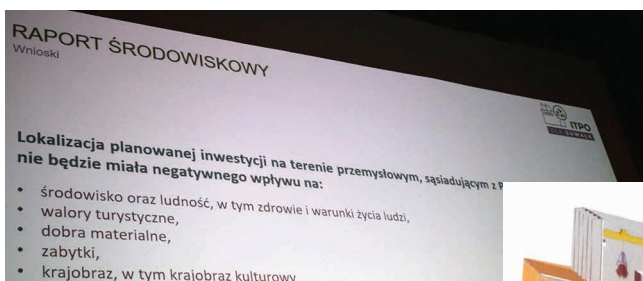 RAPORT ŚRODOWISKOWY
Wnioski
ITPO
Lokalizacja planowanej inwestycji na terenie przemysłowym, sąsiadującym z
nie będzie miała negatywnego wpływu na:
• środowisko oraz ludność, w tym zdrowie i warunki życia ludzi,
• walory turystyczne,
• dobra materialne,
• zabytki,
• krajobraz, w tym krajobraz kulturowy